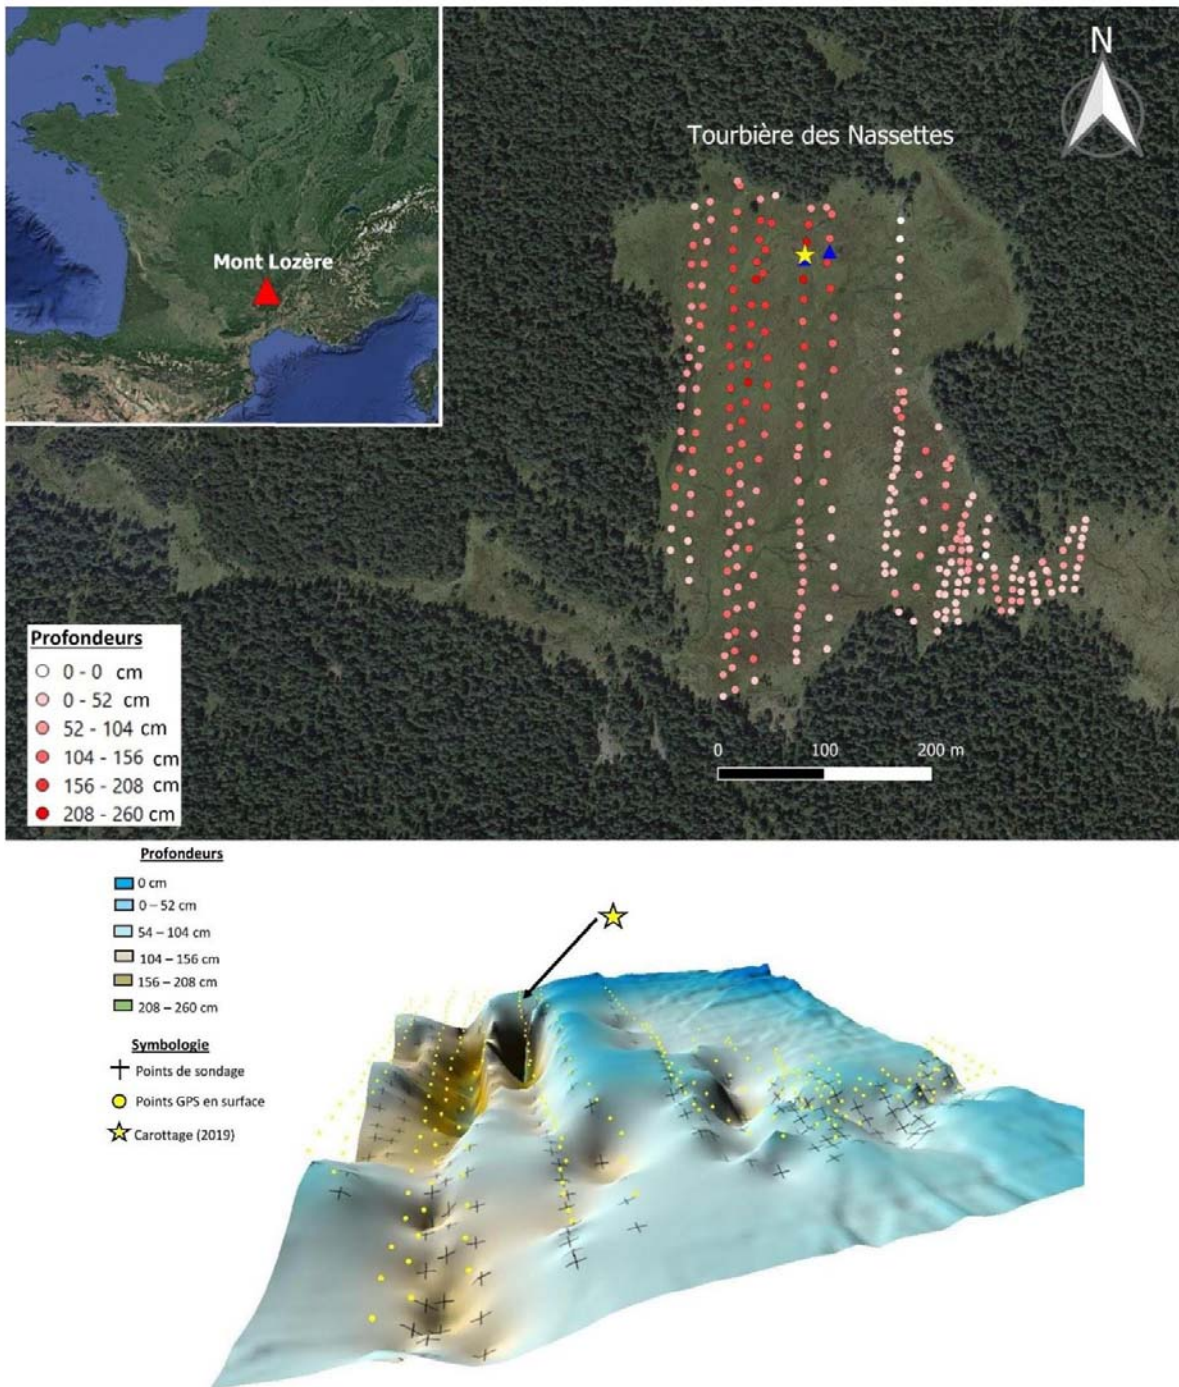 Mont Lozère
N
Tourbière des Nassettes
Profondeurs
0 - 0 cm
0 - 52 cm
52 - 104 cm
104 - 156 cm
156 - 208 cm
208 - 260 cm
0 100 200 m
Profondeurs
0 cm
0 – 52 cm
54 – 104 cm
104 – 156 cm
156 – 208 cm
208 – 260 cm
Symbologie
Points de sondage
Points GPS en surface
Carottage (2019)